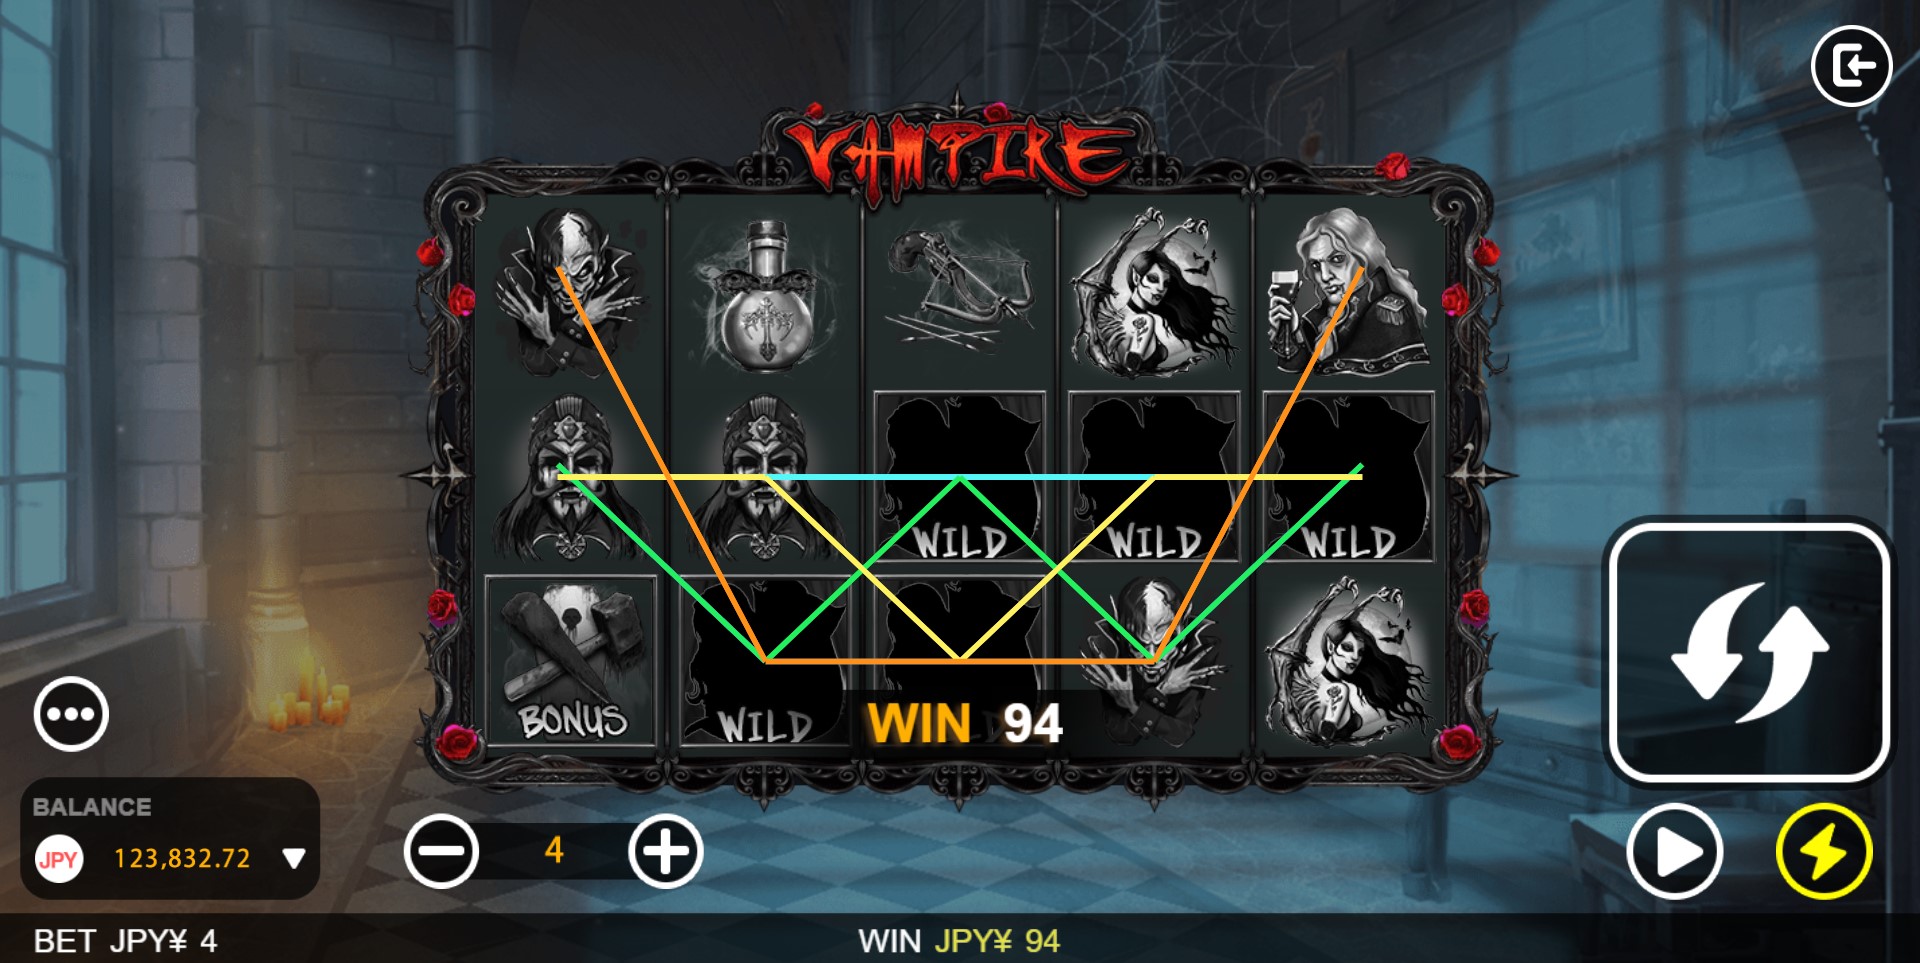 VAMPIRE
WILD
WILD
WILD
BONUS
WILD
WIN 94
BALANCE
JPY 123,832.72
4
BET JPY¥ 4
WIN JPY¥ 94